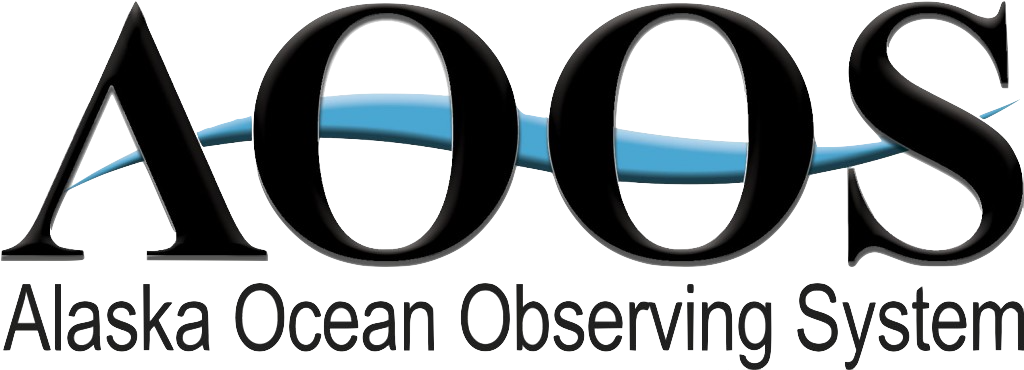 AOOS
Alaska Ocean Observing System